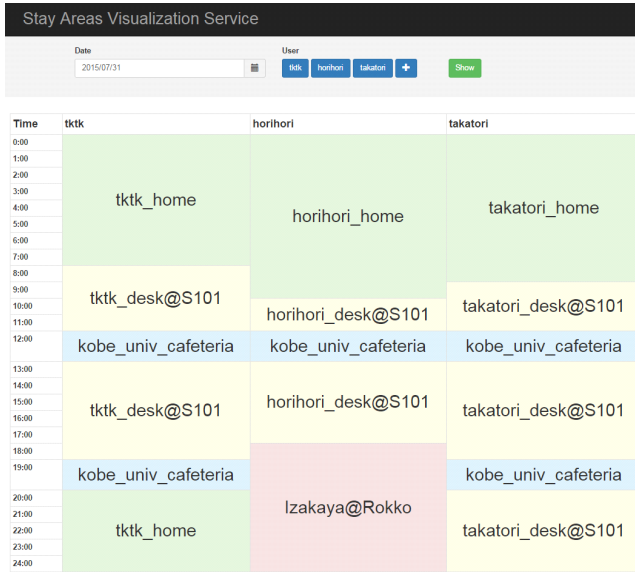 Stay Areas Visualization Service
Date
User
2015/07/31
tktk
horihori
takatori
+
Show
Time
tktk
horihori
takatori
0:00
1:00
2:00
3:00
4:00
5:00
6:00
7:00
8:00
9:00
10:00
11:00
12:00
13:00
14:00
15:00
16:00
17:00
18:00
19:00
20:00
21:00
22:00
23:00
24:00
tktk_home
tktk_desk@S101
kobe_univ_cafeteria
tktk_desk@S101
kobe_univ_cafeteria
tktk_home
horihori_home
horihori_desk@S101
kobe_univ_cafeteria
horihori_desk@S101
Izakaya@Rokko
takatori_home
takatori_desk@S101
kobe_univ_cafeteria
takatori_desk@S101
kobe_univ_cafeteria
takatori_desk@S101